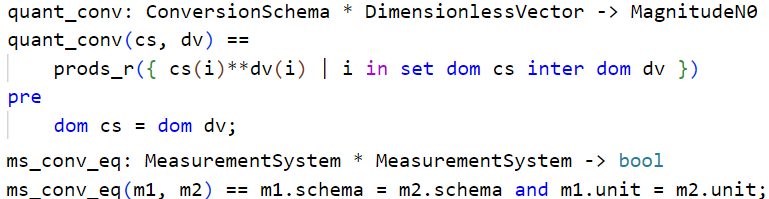 quant_conv: ConversionSchema * DimensionlessVector -> MagnitudeN0
quant_conv(cs, dv) ==
prods_r({ cs(i)**dv(i) | i in set dom cs inter dom dv })
pre
dom cs = dom dv;
ms_conv_eq: MeasurementSystem * MeasurementSystem -> bool
ms_conv_eq(m1, m2) == m1.schema = m2.schema and m1.unit = m2.unit;